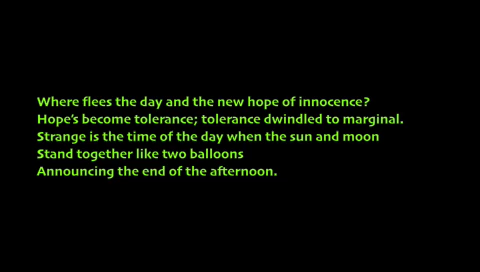 Where flees the day and the new hope of innocence?
Hope's become tolerance; tolerance dwindled to marginal.
Strange is the time of the day when the sun and moon
Stand together like two balloons
Announcing the end of the afternoon.